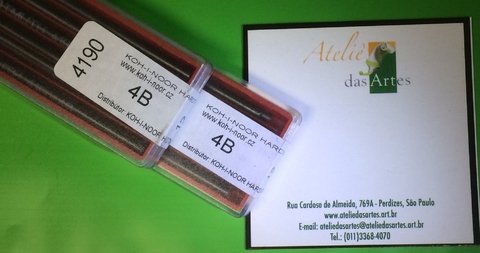 4190
KOH-I-NOOR HARD
www.koh-i-noor.cz
4B
Distributor KOH-I-NOOR
KOH-I-NOOR HARD
www.koh-i-noor.cz
4B
Distributor KOH-I-NOOR HARD
Ateliê
das Artes
Rua Cardoso de Almeida, 769A - Perdizes, São Paulo
www.ateliedasartes.art.br
E-mail: ateliedasartes@ateliedasartes.art.br
Tel.: (011)3368-4070